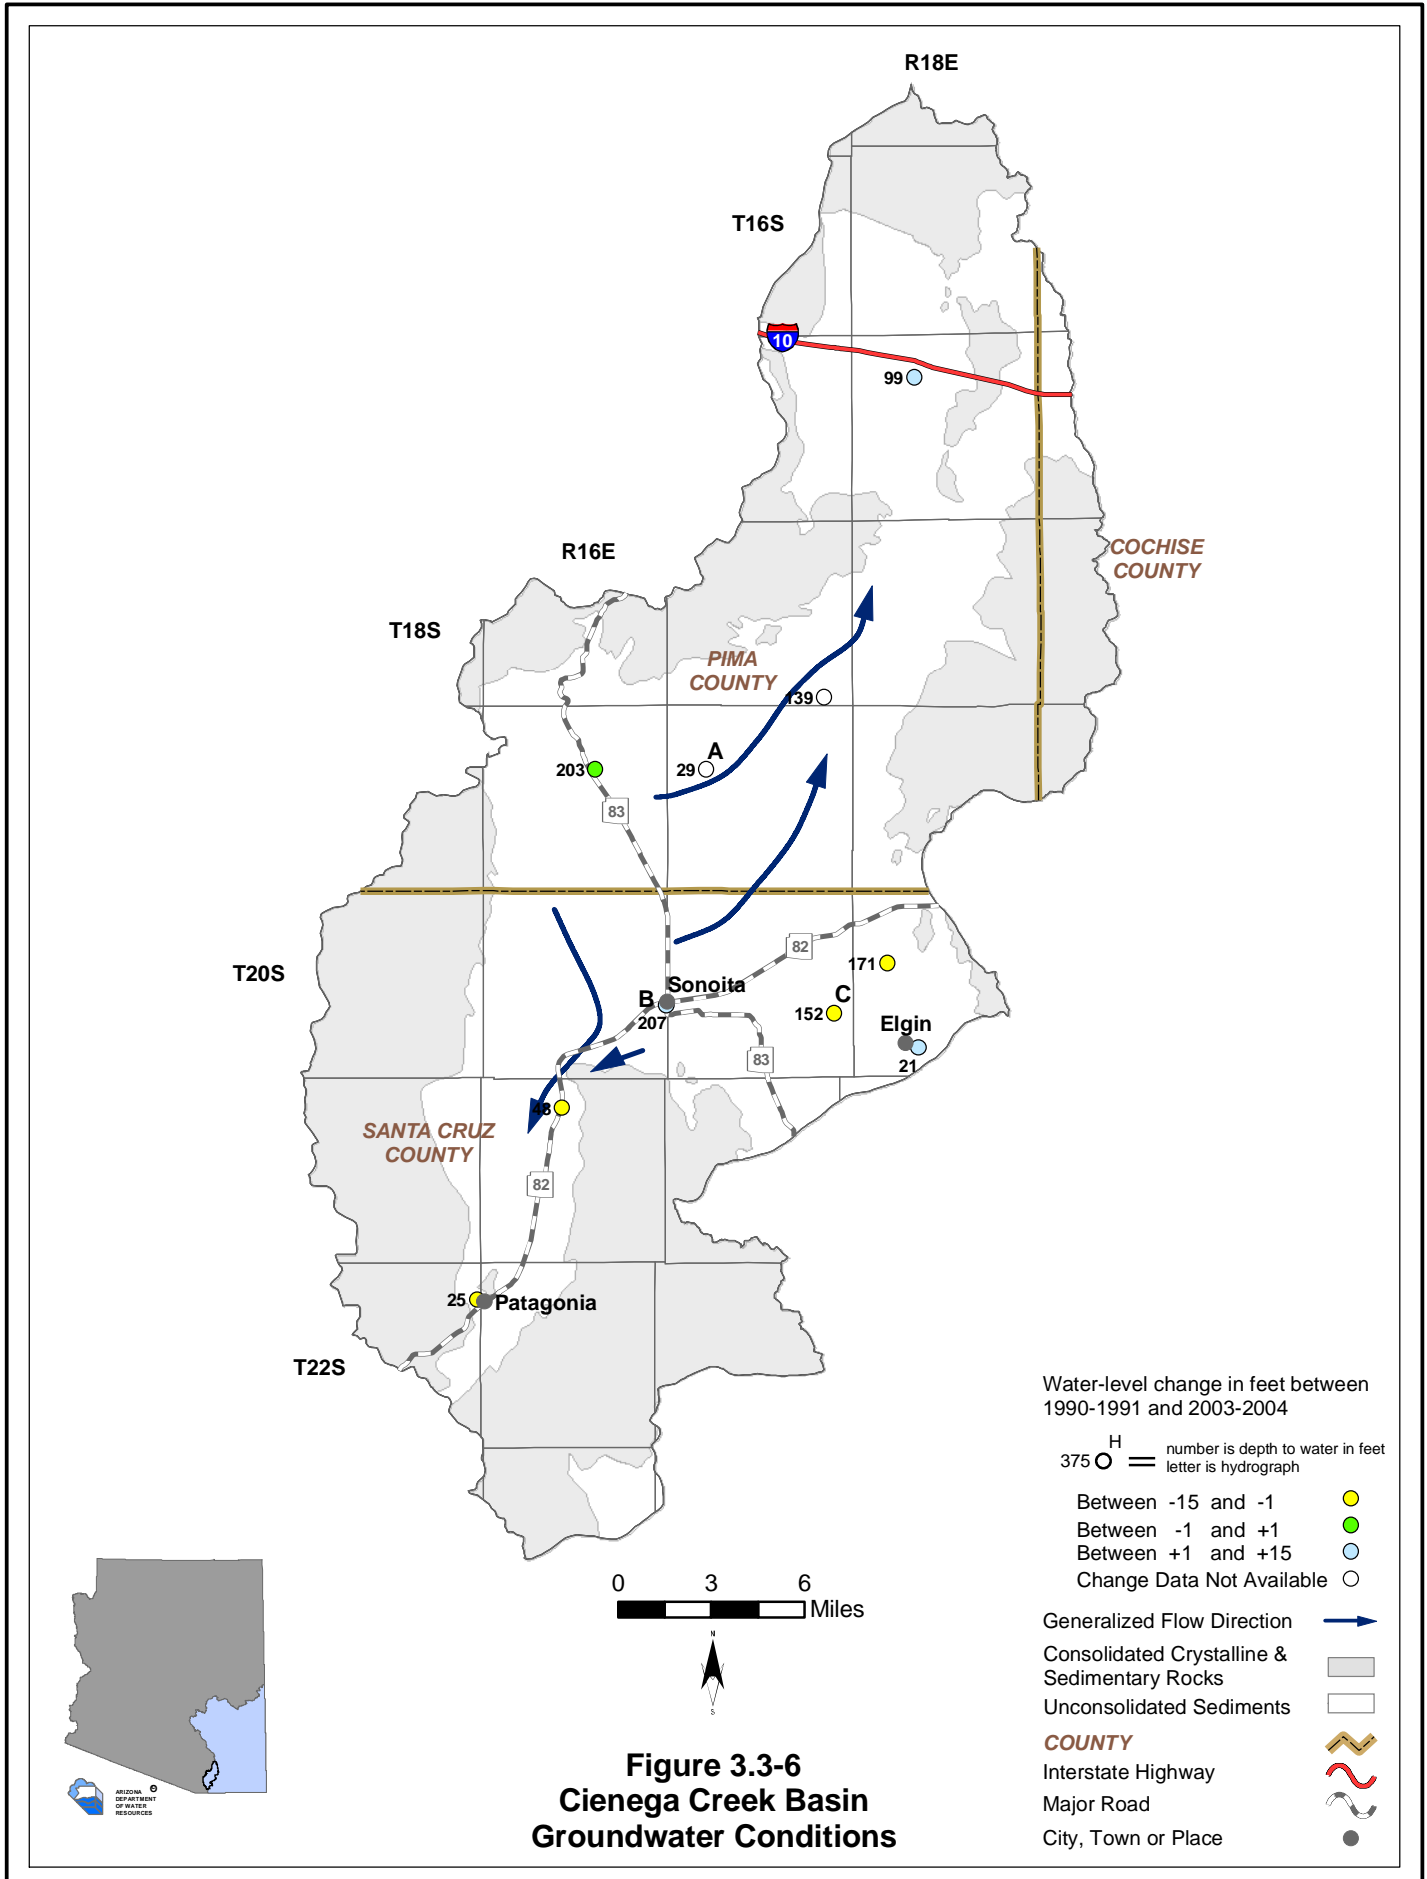 R18E
T16S
10
99
COCHISE
COUNTY
R16E
T18S
PIMA
COUNTY
139
A
29
203
83
82
T20S
171
Sonoita
B
207
C
152
Elgin
21
83
48
SANTA CRUZ
COUNTY
82
25
Patagonia
T22S
Water-level change in feet between
1990-1991 and 2003-2004
H
375
number is depth to water in feet
letter is hydrograph
Between -15 and -1
Between -1 and +1
Between +1 and +15
Change Data Not Available
Generalized Flow Direction
Consolidated Crystalline &
Sedimentary Rocks
Unconsolidated Sediments
COUNTY
Interstate Highway
Major Road
City, Town or Place
0 3 6
Miles
N
S
ARIZONA
DEPARTMENT
OF WATER
RESOURCES
Figure 3.3-6
Cienega Creek Basin
Groundwater Conditions